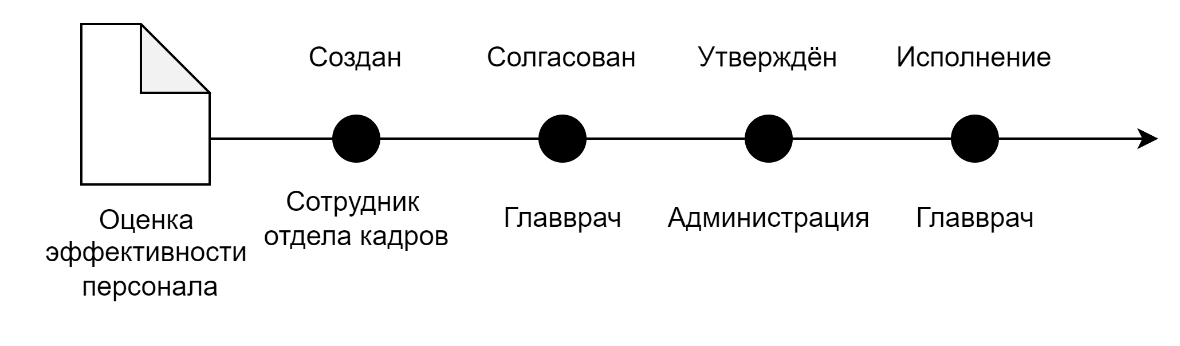 Создан
Солгасован
Утверждён
Исполнение
Оценка
эффективности
персонала
Сотрудник
отдела кадров
Главврач
Администрация
Главврач